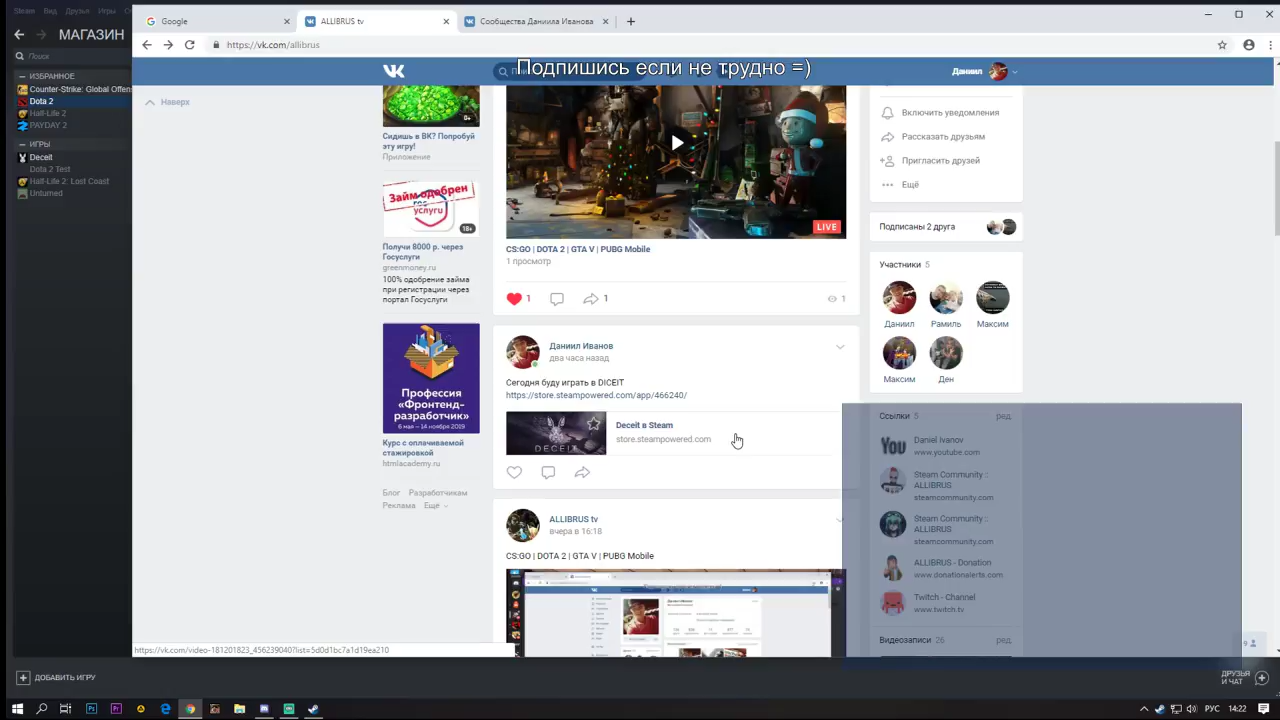 Steam Вид Друзья Игры
МАГАЗИН
Поиск
— ИЗБРАННОЕ
Counter-Strike: Global Offens
Dota 2
Half-Life 2
PAYDAY 2
— ИГРЫ
Deceit
Dota 2 Test
Half-Life 2: Lost Coast
Unturned
Google
ALLIBRUS tv
Сообщества Даниила Иванова
https://vk.com/allibrus
Подпишись если не трудно =)
Даниил
Наверх
6+
Сидишь в ВК? Попробуй
эту игру!
Приложение
Займ одобрен
госуслуги
18+
Получи 8000 р. через
Госуслуги
greenmoney.ru
100% одобрение займа
при регистрации через
портал Госуслуги
Профессия
«Фронтенд-
разработчик»
6 мая – 14 ноября 2019
Курс с оплачиваемой
стажировкой
htmlacademy.ru
Блог Разработчикам
Реклама Ещё
LIVE
CS:GO | DOTA 2 | GTA V | PUBG Mobile
1 просмотр
1
1
1
Даниил Иванов
два часа назад
Сегодня буду играть в DICEIT
https://store.steampowered.com/app/466240/
DECEIT
Deceit в Steam
store.steampowered.com
ALLIBRUS tv
вчера в 16:18
CS:GO | DOTA 2 | GTA V | PUBG Mobile
Включить уведомления
Рассказать друзьям
Пригласить друзей
Ещё
Подписаны 2 друга
Участники 5
Даниил Рамиль Максим
Максим Ден
Ссылки 5 ред.
You
Daniel Ivanov
www.youtube.com
Steam Community ::
ALLIBRUS
steamcommunity.com
Steam Community ::
ALLIBRUS
steamcommunity.com
ALLIBRUS - Donation
www.donationalerts.com
Twitch - Channel
www.twitch.tv
Видеозаписи 26 ред.
https://vk.com/video-181201823_456239040?list=5d0d1bc7a1d19ea210
ДОБАВИТЬ ИГРУ
ДРУЗЬЯ
И ЧАТ
РУС 14:22